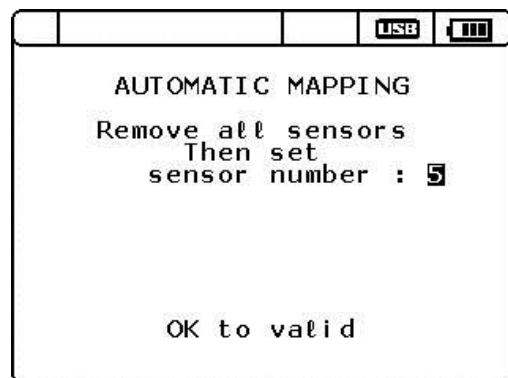 USB
AUTOMATIC MAPPING
Remove all sensors
Then set
sensor number : 5
OK to valid